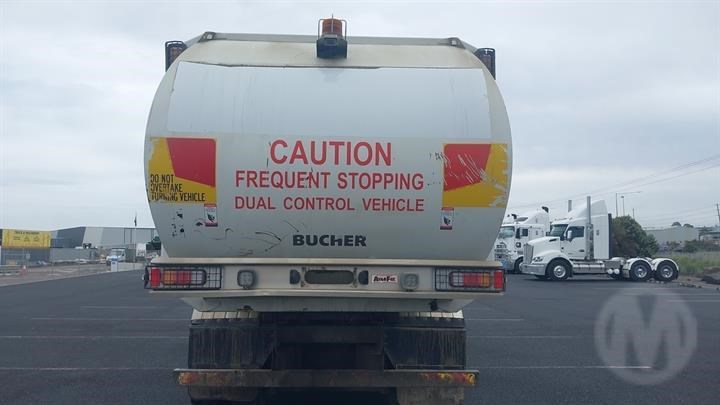 CAUTION
FREQUENT STOPPING
DUAL CONTROL VEHICLE
DO NOT
OVERTAKE
TURNING VEHICLE
BUCHER
M